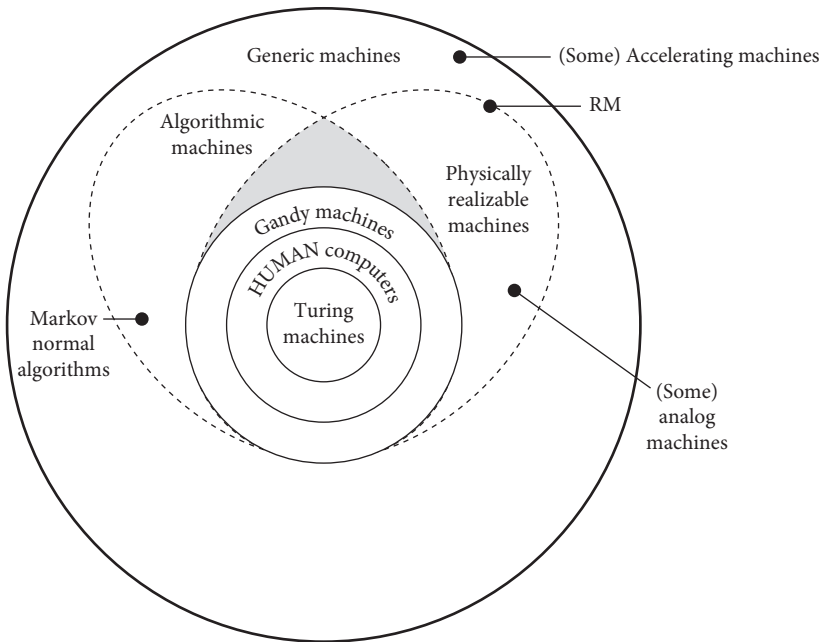 Generic machines
(Some) Accelerating machines
RM
Algorithmic
machines
Physically
realizable
machines
Gandy machines
HUMAN computers
Turing
machines
Markov
normal
algorithms
(Some)
analog
machines